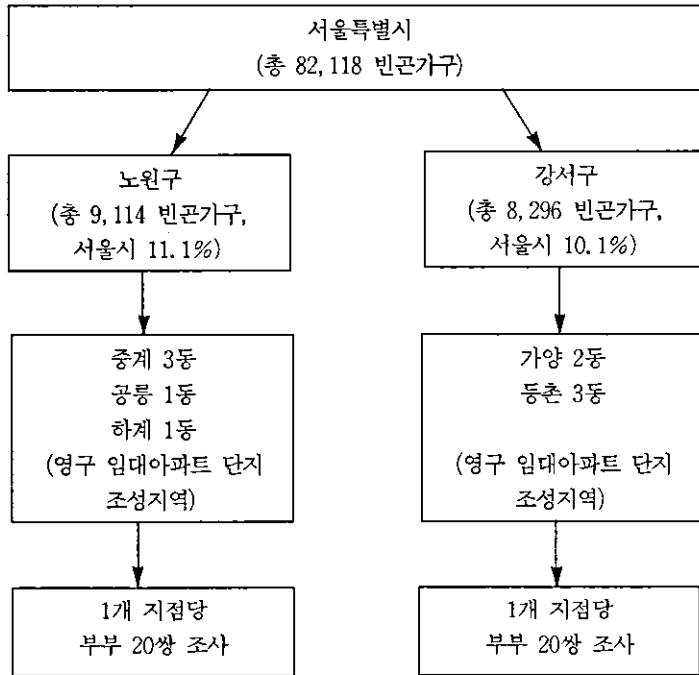 서울특별시
(총 82,118 빈곤가구)
노원구
(총 9,114 빈곤가구,
서울시 11.1%)
강서구
(총 8,296 빈곤가구,
서울시 10.1%)
중계 3동
공릉 1동
하계 1동
(영구 임대아파트 단지
조성지역)
가양 2동
등촌 3동
(영구 임대아파트 단지
조성지역)
1개 지점당
부부 20쌍 조사
1개 지점당
부부 20쌍 조사